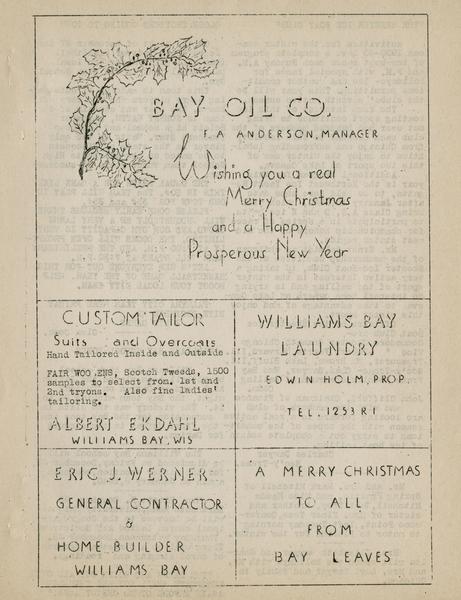 BAY OIL CO.
F. A ANDERSON, MANAGER
Wishing you a real
Merry Christmas
and a Happy
Prosperous New Year
CUSTOM TAILOR
Suits and Overcoats
Hand Tailored Inside and Outside
FAIR WOO ENS, Scotch Tweeds, 1500
samples to select from. 1st and
2nd tryons. Also fine ladies'
tailoring.
ALBERT EKDAHL
WILLIAMS BAY, WIS
WILLIAMS BAY
LAUNDRY
EDWIN HOLM, PROP.
TEL. 1253 R1
ERIC J. WERNER
GENERAL CONTRACTOR
&
HOME BUILDER
WILLIAMS BAY
A MERRY CHRISTMAS
TO ALL
FROM
BAY LEAVES